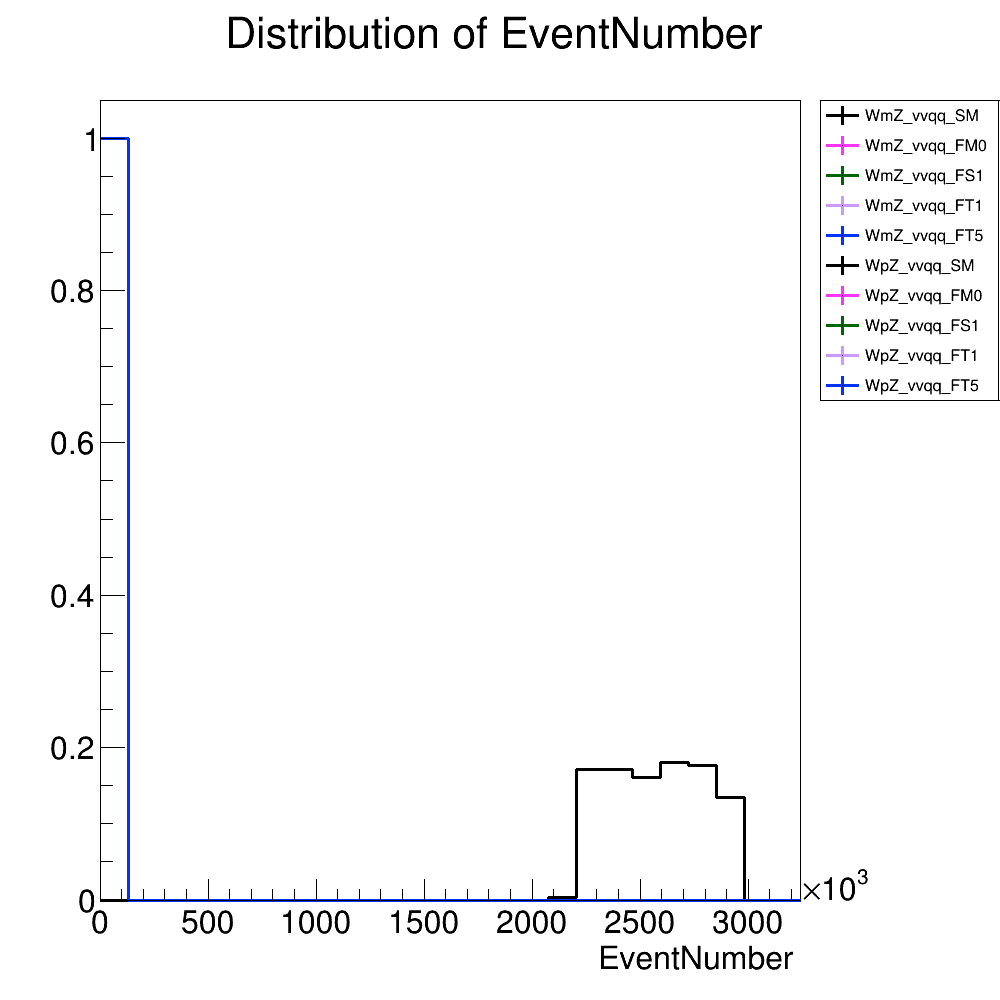 Distribution of EventNumber
1
0.8
0.6
0.4
0.2
0
0 500 1000 1500 2000 2500 3000
×10³
EventNumber
WmZ_vvqq_SM
WmZ_vvqq_FM0
WmZ_vvqq_FS1
WmZ_vvqq_FT1
WmZ_vvqq_FT5
WpZ_vvqq_SM
WpZ_vvqq_FM0
WpZ_vvqq_FS1
WpZ_vvqq_FT1
WpZ_vvqq_FT5